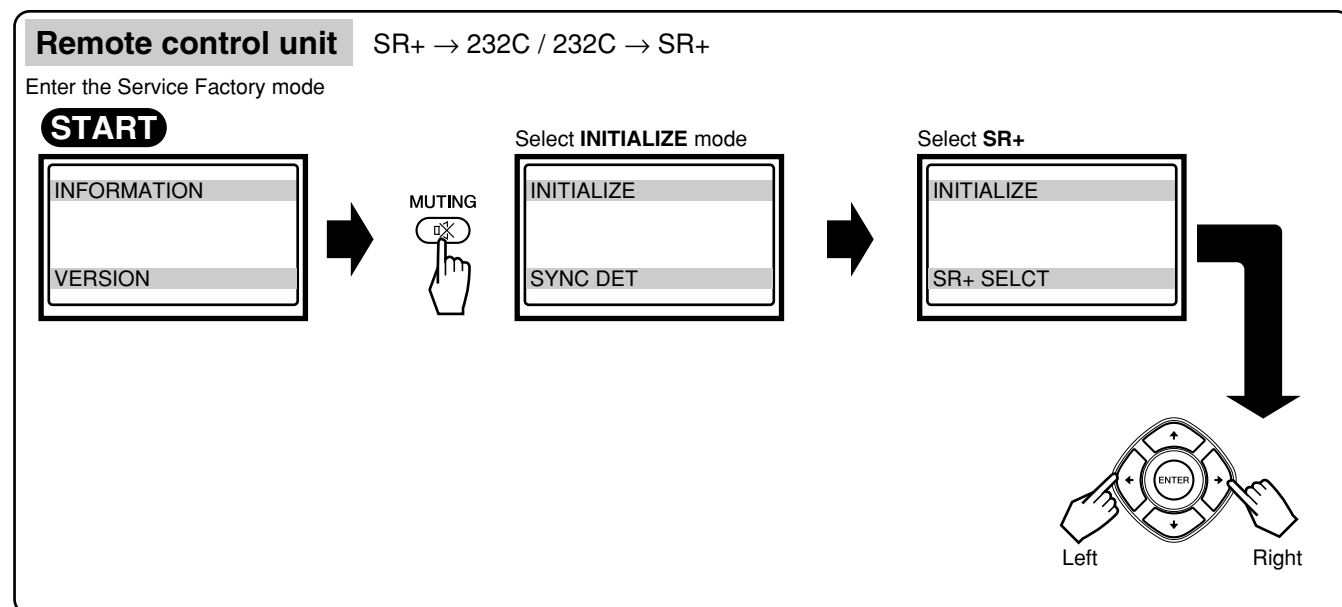 Remote control unit SR+ → 232C / 232C → SR+
Enter the Service Factory mode
START
INFORMATION
VERSION
MUTING
Select INITIALIZE mode
INITIALIZE
SYNC DET
Select SR+
INITIALIZE
SR+ SELCT
ENTER
Left
Right